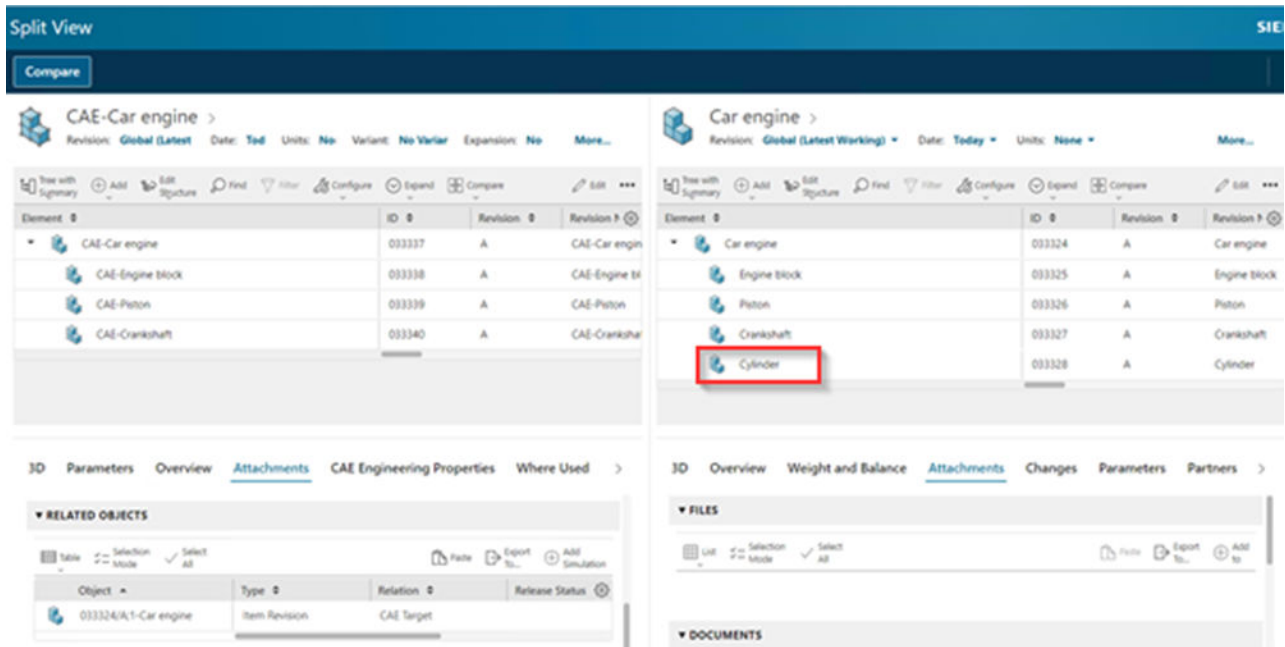 Split View
SIE
Compare
CAE-Car engine >
Revision: Global (Latest Date: Tod Units: No Variant: No Variar Expansion: No More...
Tree with Summary Add Edit Structure Find Filter Configure Expand Compare Edit
Element ID Revision Revision N
CAE-Car engine 033337 A CAE-Car engin
CAE-Engine block 033338 A CAE-Engine bl
CAE-Piston 033339 A CAE-Piston
CAE-Crankshaft 033340 A CAE-Crankshaf
3D Parameters Overview Attachments CAE Engineering Properties Where Used >
RELATED OBJECTS
Table Selection Mode Select All Paste Export To... Add Simulation
Object Type Relation Release Status
033324/A;1-Car engine Item Revision CAE Target
Car engine >
Revision: Global (Latest Working) Date: Today Units: None More...
Tree with Summary Add Edit Structure Find Filter Configure Expand Compare Edit
Element ID Revision Revision N
Car engine 033324 A Car engine
Engine block 033325 A Engine block
Piston 033326 A Piston
Crankshaft 033327 A Crankshaft
Cylinder 033328 A Cylinder
3D Overview Weight and Balance Attachments Changes Parameters Partners >
FILES
List Selection Mode Select All Paste Export To... Add to
DOCUMENTS